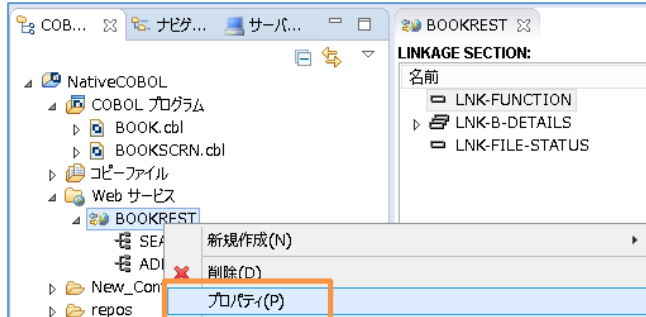 COB...
ナビゲ...
サーバ...
BOOKREST
LINKAGE SECTION:
名前
NativeCOBOL
LNK-FUNCTION
COBOL プログラム
LNK-B-DETAILS
BOOK.cbl
LNK-FILE-STATUS
BOOKSCRN.cbl
コピーファイル
Web サービス
BOOKREST
SEA
新規作成(N)
ADI
削除(D)
New_Conf
プロパティ(P)
repos